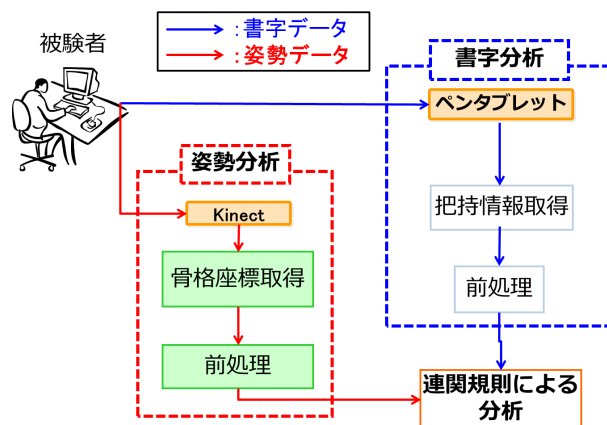 被験者
:書字データ
:姿勢データ
書字分析
ペンタブレット
姿勢分析
把持情報取得
Kinect
骨格座標取得
前処理
前処理
連関規則による
分析